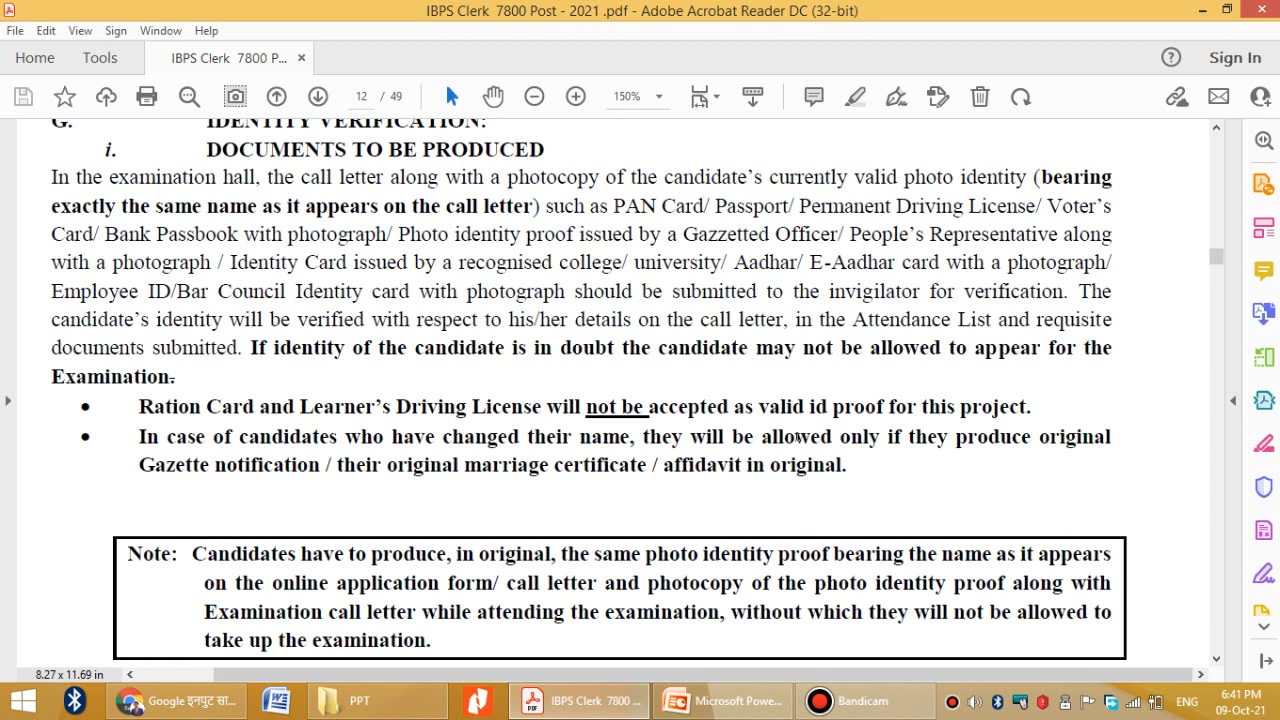 IBPS Clerk 7800 Post - 2021 .pdf - Adobe Acrobat Reader DC (32-bit)
File Edit View Sign Window Help
Home Tools IBPS Clerk 7800 P... × Sign In
12 / 49 150%
G. IDENTITY VERIFICATION:
i. DOCUMENTS TO BE PRODUCED
In the examination hall, the call letter along with a photocopy of the candidate's currently valid photo identity (bearing
exactly the same name as it appears on the call letter) such as PAN Card/ Passport/ Permanent Driving License/ Voter's
Card/ Bank Passbook with photograph/ Photo identity proof issued by a Gazzetted Officer/ People's Representative along
with a photograph / Identity Card issued by a recognised college/ university/ Aadhar/ E-Aadhar card with a photograph/
Employee ID/Bar Council Identity card with photograph should be submitted to the invigilator for verification. The
candidate's identity will be verified with respect to his/her details on the call letter, in the Attendance List and requisite
documents submitted. If identity of the candidate is in doubt the candidate may not be allowed to appear for the
Examination.
• Ration Card and Learner's Driving License will not be accepted as valid id proof for this project.
• In case of candidates who have changed their name, they will be allowed only if they produce original
Gazette notification / their original marriage certificate / affidavit in original.
Note: Candidates have to produce, in original, the same photo identity proof bearing the name as it appears
on the online application form/ call letter and photocopy of the photo identity proof along with
Examination call letter while attending the examination, without which they will not be allowed to
take up the examination.
8.27 x 11.69 in
Google इनपुट सा... PPT IBPS Clerk 7800 ... Microsoft Powe... Bandicam ENG 6:41 PM
09-Oct-21